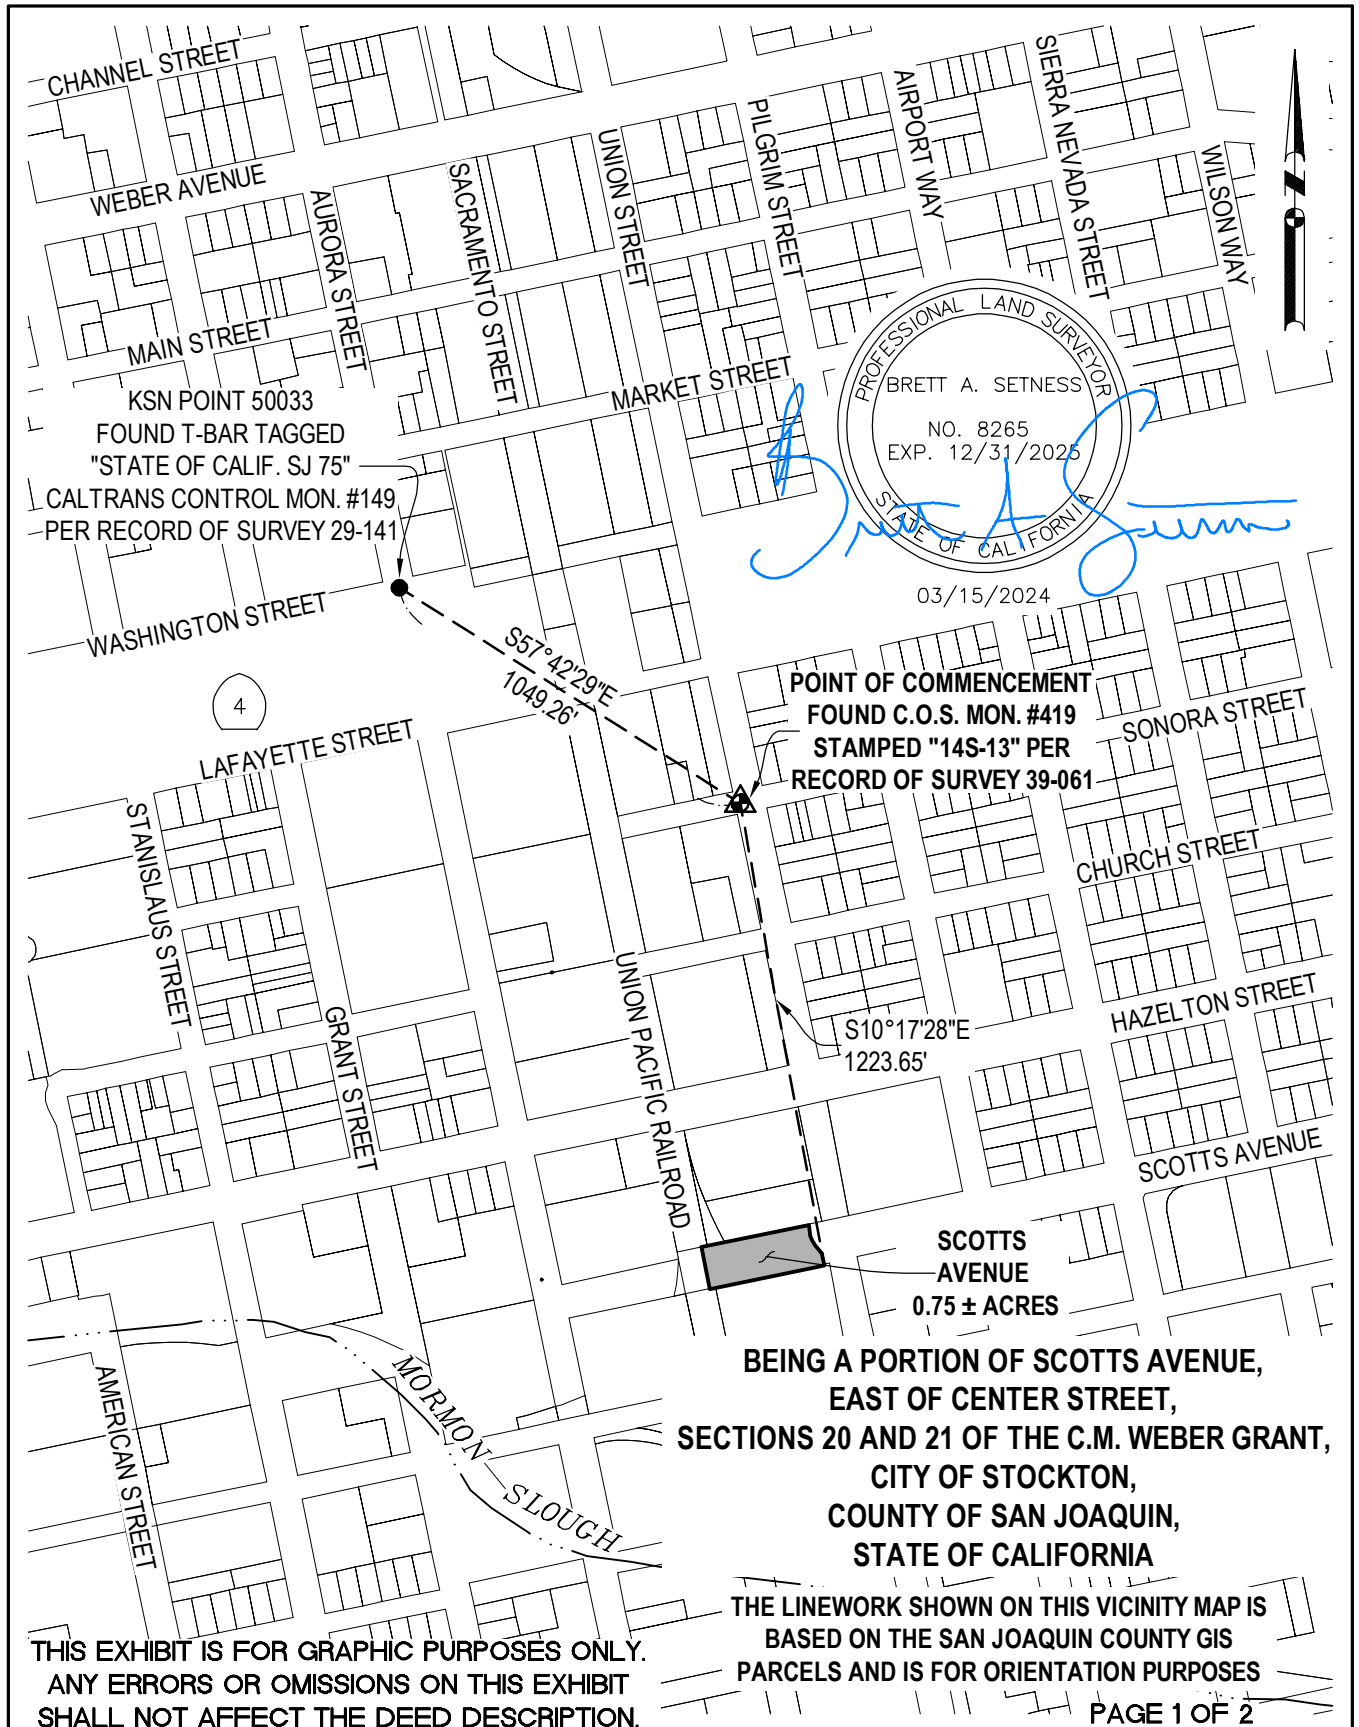 CHANNEL STREET
WEBER AVENUE
AURORA STREET
SACRAMENTO STREET
UNION STREET
PILGRIM STREET
AIRPORT WAY
SIERRA NEVADA STREET
WILSON WAY
MAIN STREET
MARKET STREET
N
PROFESSIONAL LAND SURVEYOR
BRETT A. SETNESS
NO. 8265
EXP. 12/31/2025
STATE OF CALIFORNIA
03/15/2024
KSN POINT 50033
FOUND T-BAR TAGGED
"STATE OF CALIF. SJ 75"
CALTRANS CONTROL MON. #149
PER RECORD OF SURVEY 29-141
WASHINGTON STREET
S57°42'29"E
1049.26'
4
LAFAYETTE STREET
POINT OF COMMENCEMENT
FOUND C.O.S. MON. #419
STAMPED "14S-13" PER
RECORD OF SURVEY 39-061
SONORA STREET
STANISLAUS STREET
CHURCH STREET
GRANT STREET
UNION PACIFIC RAILROAD
S10°17'28"E
1223.65'
HAZELTON STREET
SCOTTS AVENUE
SCOTTS
AVENUE
0.75 ± ACRES
AMERICAN STREET
MORMON SLOUGH
BEING A PORTION OF SCOTTS AVENUE,
EAST OF CENTER STREET,
SECTIONS 20 AND 21 OF THE C.M. WEBER GRANT,
CITY OF STOCKTON,
COUNTY OF SAN JOAQUIN,
STATE OF CALIFORNIA
THE LINEWORK SHOWN ON THIS VICINITY MAP IS
BASED ON THE SAN JOAQUIN COUNTY GIS
PARCELS AND IS FOR ORIENTATION PURPOSES
THIS EXHIBIT IS FOR GRAPHIC PURPOSES ONLY.
ANY ERRORS OR OMISSIONS ON THIS EXHIBIT
SHALL NOT AFFECT THE DEED DESCRIPTION.
PAGE 1 OF 2